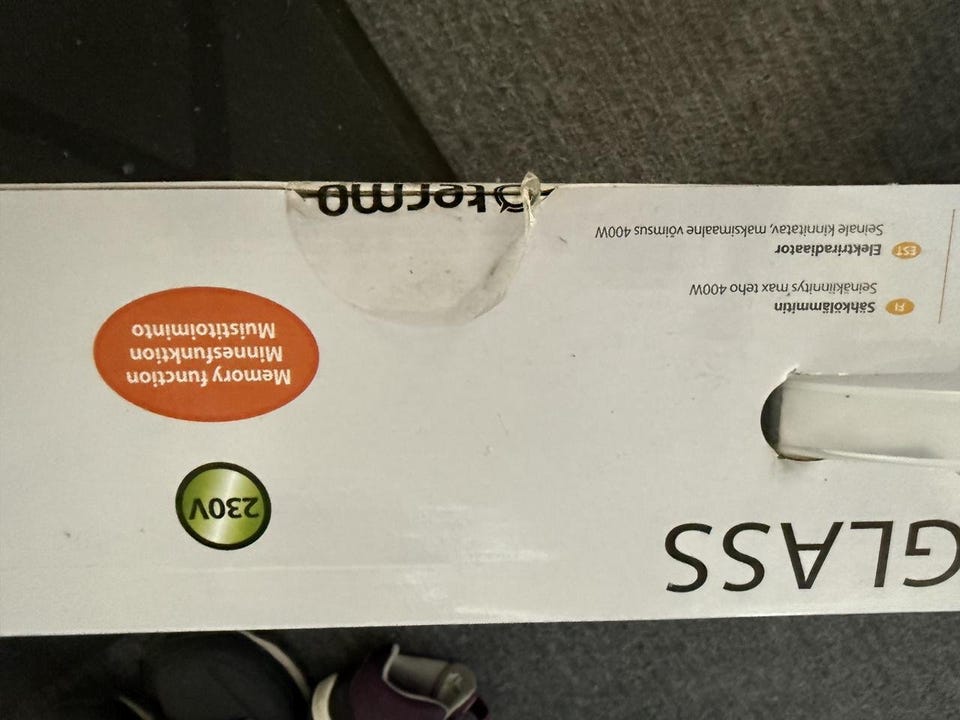 GLASS
230V
Memory function
Minnesfunktion
Muistitoiminto
FI Sähkölämmitin
Seinäkiinnitys max teho 400W
EST Elektriradiaator
Seinale kinnitatav, maksimaalne võimsus 400W
termo